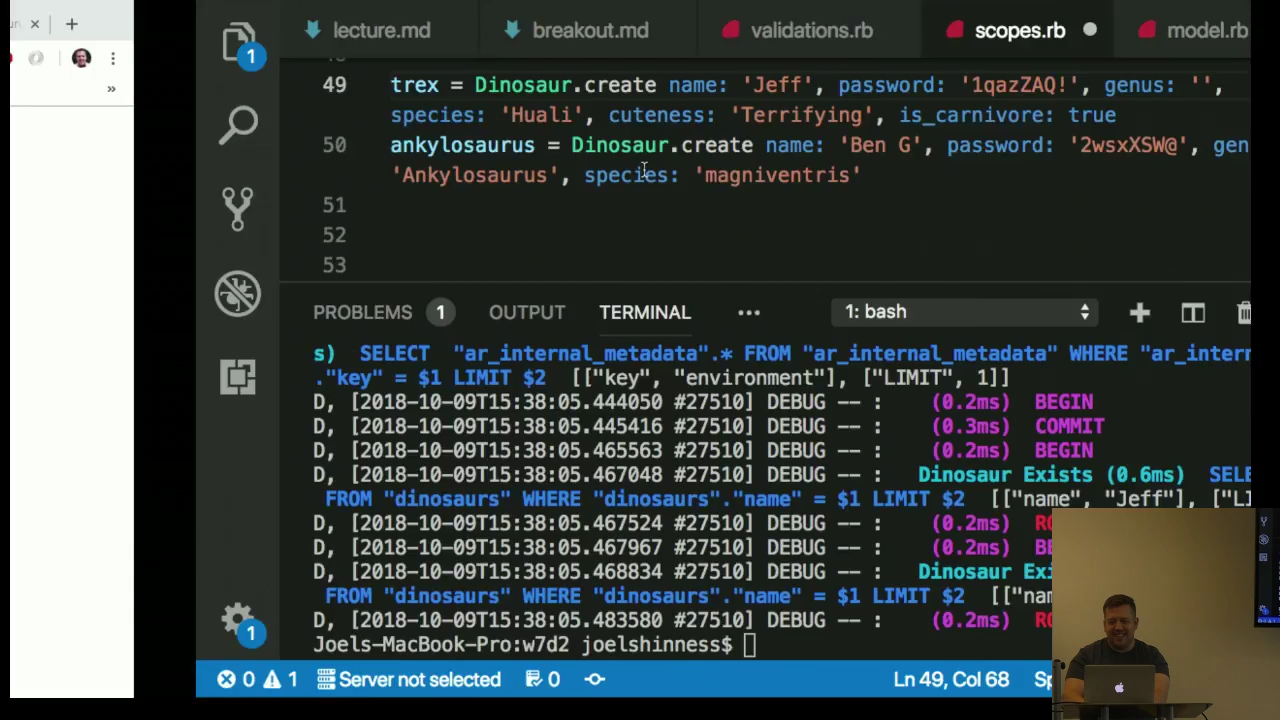 lecture.md
breakout.md
validations.rb
scopes.rb
model.rb
1
49
trex = Dinosaur.create name: 'Jeff', password: '1qazZAQ!', genus: '',
species: 'Huali', cuteness: 'Terrifying', is_carnivore: true
50
ankylosaurus = Dinosaur.create name: 'Ben G', password: '2wsxXSW@', gen
'Ankylosaurus', species: 'magniventris'
51
52
53
PROBLEMS 1 OUTPUT TERMINAL ••• 1: bash
s) SELECT "ar_internal_metadata".* FROM "ar_internal_metadata" WHERE "ar_intern
."key" = $1 LIMIT $2 [["key", "environment"], ["LIMIT", 1]]
D, [2018-10-09T15:38:05.444050 #27510] DEBUG -- : (0.2ms) BEGIN
D, [2018-10-09T15:38:05.445416 #27510] DEBUG -- : (0.3ms) COMMIT
D, [2018-10-09T15:38:05.465563 #27510] DEBUG -- : (0.2ms) BEGIN
D, [2018-10-09T15:38:05.467048 #27510] DEBUG -- : Dinosaur Exists (0.6ms) SELE
FROM "dinosaurs" WHERE "dinosaurs"."name" = $1 LIMIT $2 [["name", "Jeff"], ["LI
D, [2018-10-09T15:38:05.467524 #27510] DEBUG -- : (0.2ms) RO
D, [2018-10-09T15:38:05.467967 #27510] DEBUG -- : (0.2ms) BE
D, [2018-10-09T15:38:05.468834 #27510] DEBUG -- : Dinosaur Exi
FROM "dinosaurs" WHERE "dinosaurs"."name" = $1 LIMIT $2 [["nam
D, [2018-10-09T15:38:05.483580 #27510] DEBUG -- : (0.2ms) RO
Joels-MacBook-Pro:w7d2 joelshinness$
1
0 1 Server not selected 0 Ln 49, Col 68 Sp